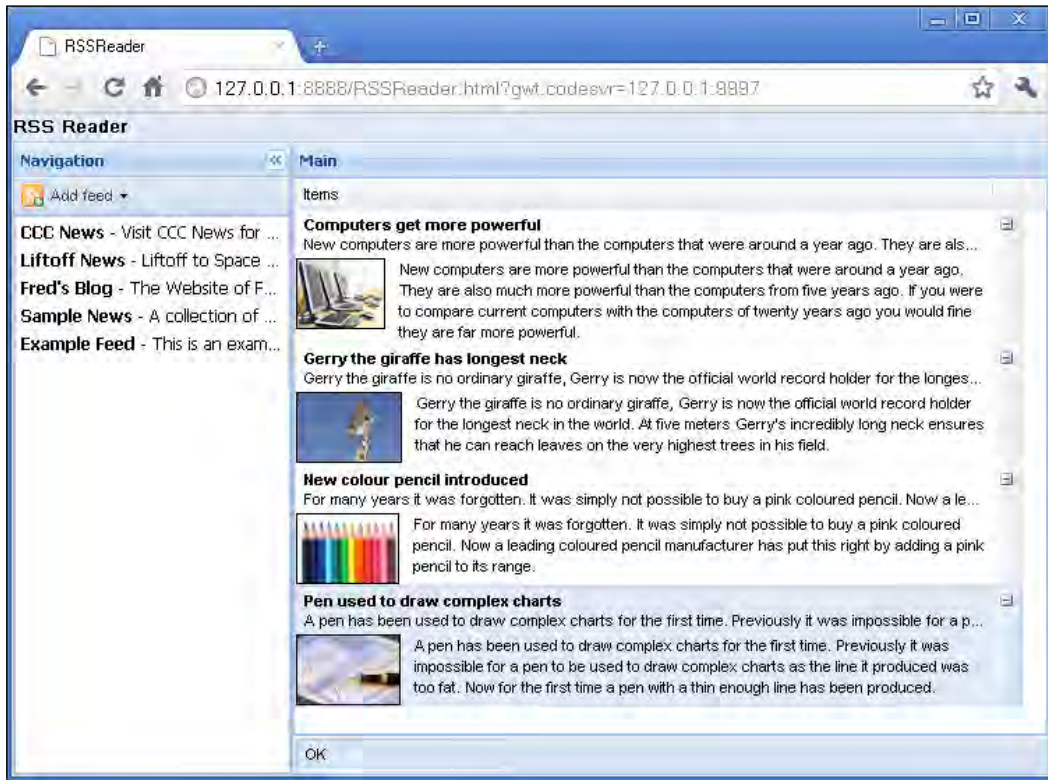 RSSReader
127.0.0.1:8888/RSSReader.html?gwt.codesvr=127.0.0.1:9997
RSS Reader
Navigation
Main
Add feed
Items
CCC News - Visit CCC News for ...
Liftoff News - Liftoff to Space ...
Fred's Blog - The Website of F...
Sample News - A collection of ...
Example Feed - This is an exam...
Computers get more powerful
New computers are more powerful than the computers that were around a year ago. They are als...
New computers are more powerful than the computers that were around a year ago.
They are also much more powerful than the computers from five years ago. If you were
to compare current computers with the computers of twenty years ago you would fine
they are far more powerful.
Gerry the giraffe has longest neck
Gerry the giraffe is no ordinary giraffe, Gerry is now the official world record holder for the longes...
Gerry the giraffe is no ordinary giraffe, Gerry is now the official world record holder
for the longest neck in the world. At five meters Gerry's incredibly long neck ensures
that he can reach leaves on the very highest trees in his field.
New colour pencil introduced
For many years it was forgotten. It was simply not possible to buy a pink coloured pencil. Now a le...
For many years it was forgotten. It was simply not possible to buy a pink coloured
pencil. Now a leading coloured pencil manufacturer has put this right by adding a pink
pencil to its range.
Pen used to draw complex charts
A pen has been used to draw complex charts for the first time. Previously it was impossible for a p...
A pen has been used to draw complex charts for the first time. Previously it was
impossible for a pen to be used to draw complex charts as the line it produced was
too fat. Now for the first time a pen with a thin enough line has been produced.
OK